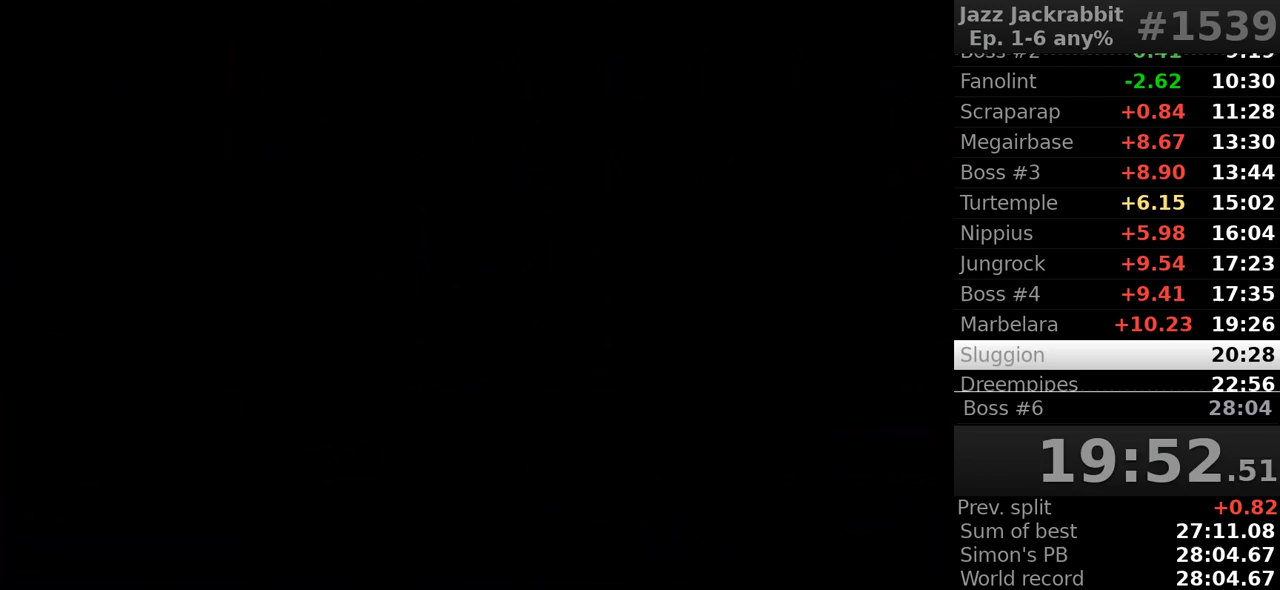 Jazz Jackrabbit
Ep. 1-6 any% #1539
Fanolint -2.62 10:30
Scraparap +0.84 11:28
Megairbase +8.67 13:30
Boss #3 +8.90 13:44
Turtemple +6.15 15:02
Nippius +5.98 16:04
Jungrock +9.54 17:23
Boss #4 +9.41 17:35
Marbelara +10.23 19:26
Sluggion 20:28
Dreempipes 22:56
Boss #6 28:04
19:52.51
Prev. split +0.82
Sum of best 27:11.08
Simon's PB 28:04.67
World record 28:04.67